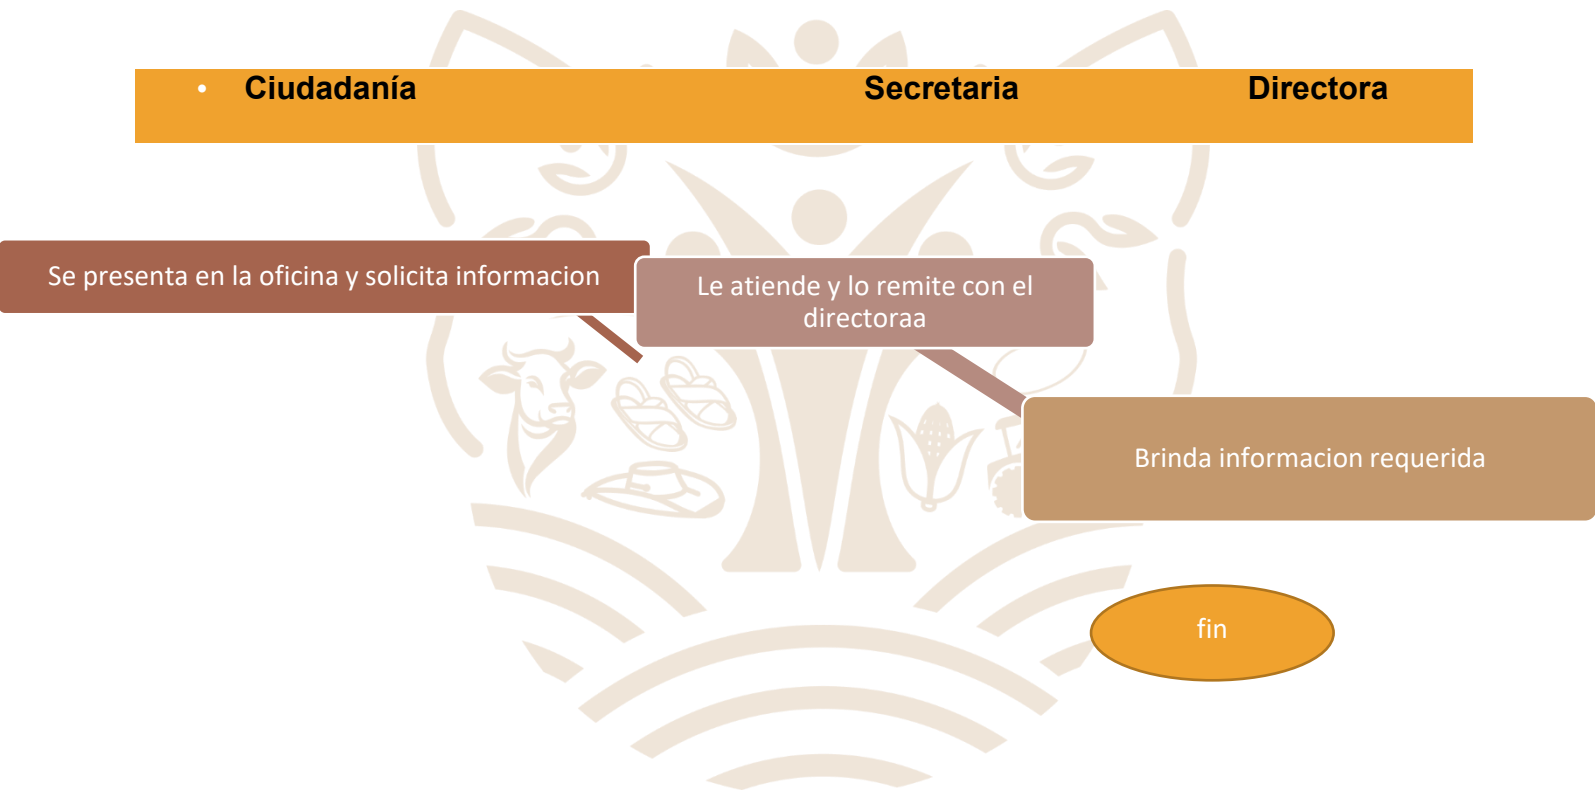 • Ciudadanía Secretaria Directora
Se presenta en la oficina y solicita informacion
Le atiende y lo remite con el
directoraa
Brinda informacion requerida
fin